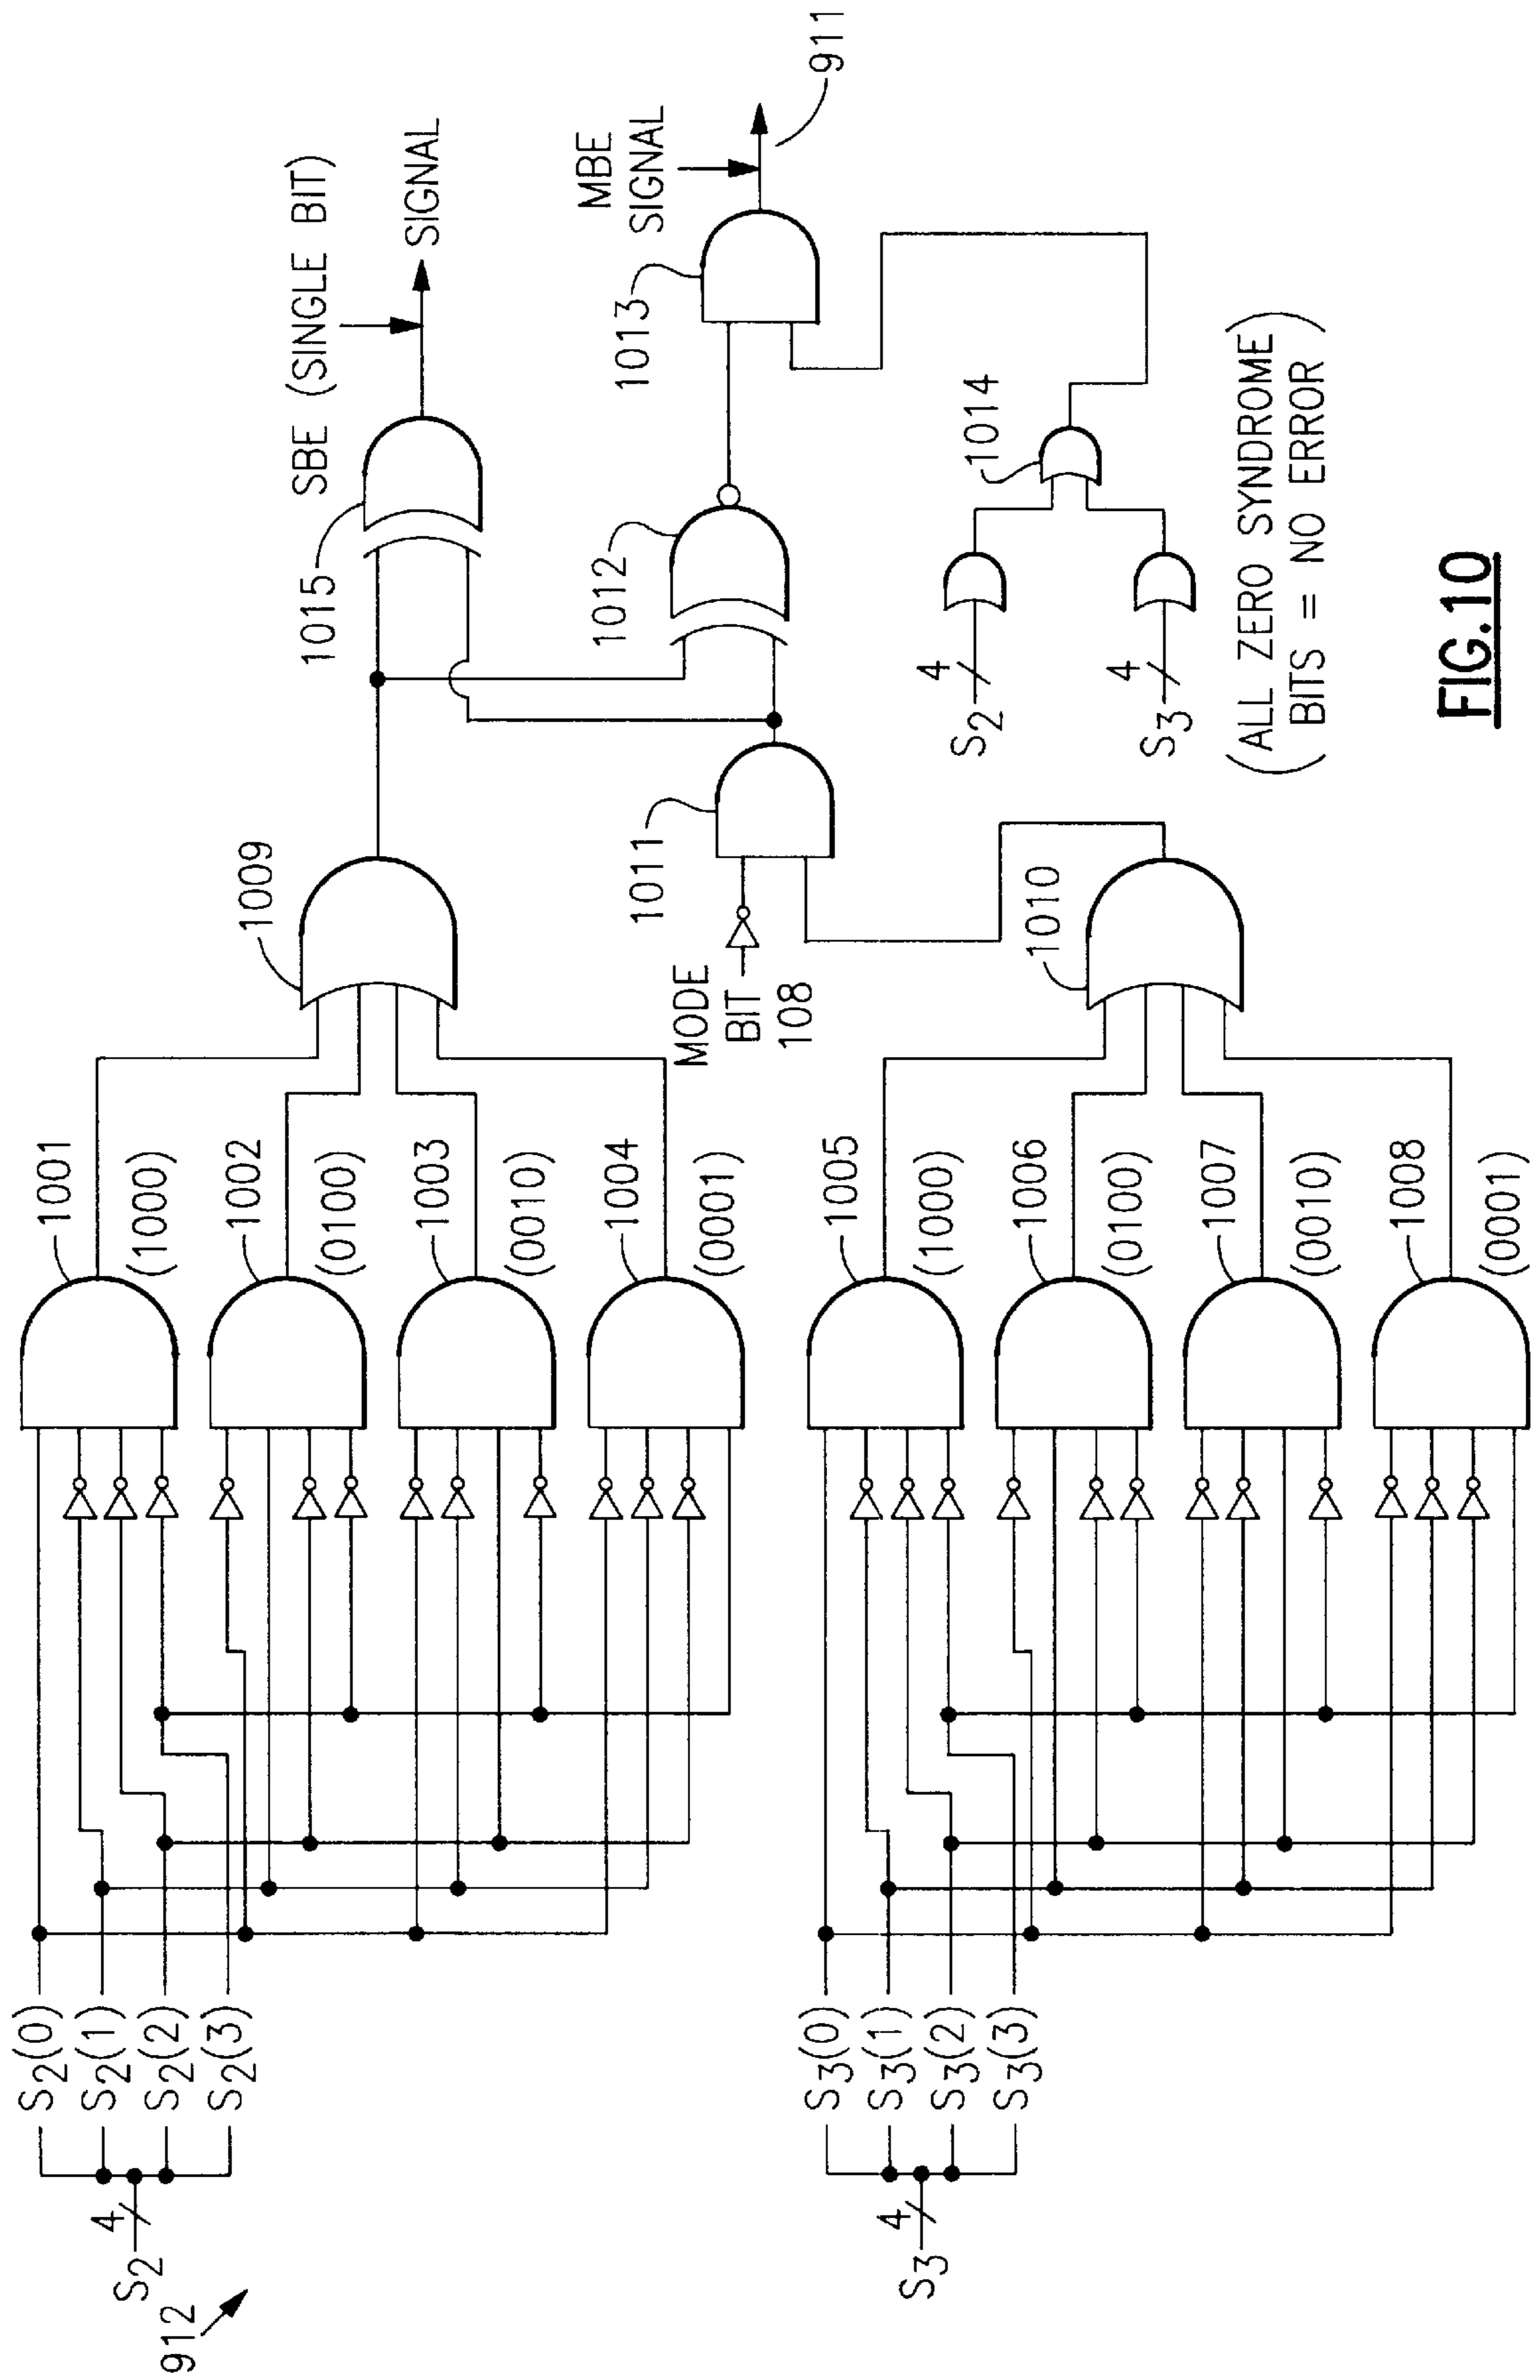 912
S2
4
S2(0)
S2(1)
S2(2)
S2(3)
1001
(1000)
1002
(0100)
1003
(0010)
1004
(0001)
1009
SBE (SINGLE BIT)
SIGNAL
1015
MBE
SIGNAL
911
1013
1012
1011
MODE
BIT
108
S3
4
S3(0)
S3(1)
S3(2)
S3(3)
1005
(1000)
1006
(0100)
1007
(0010)
1008
(0001)
1010
1014
S2
4
S3
4
(ALL ZERO SYNDROME
BITS = NO ERROR)
FIG.10